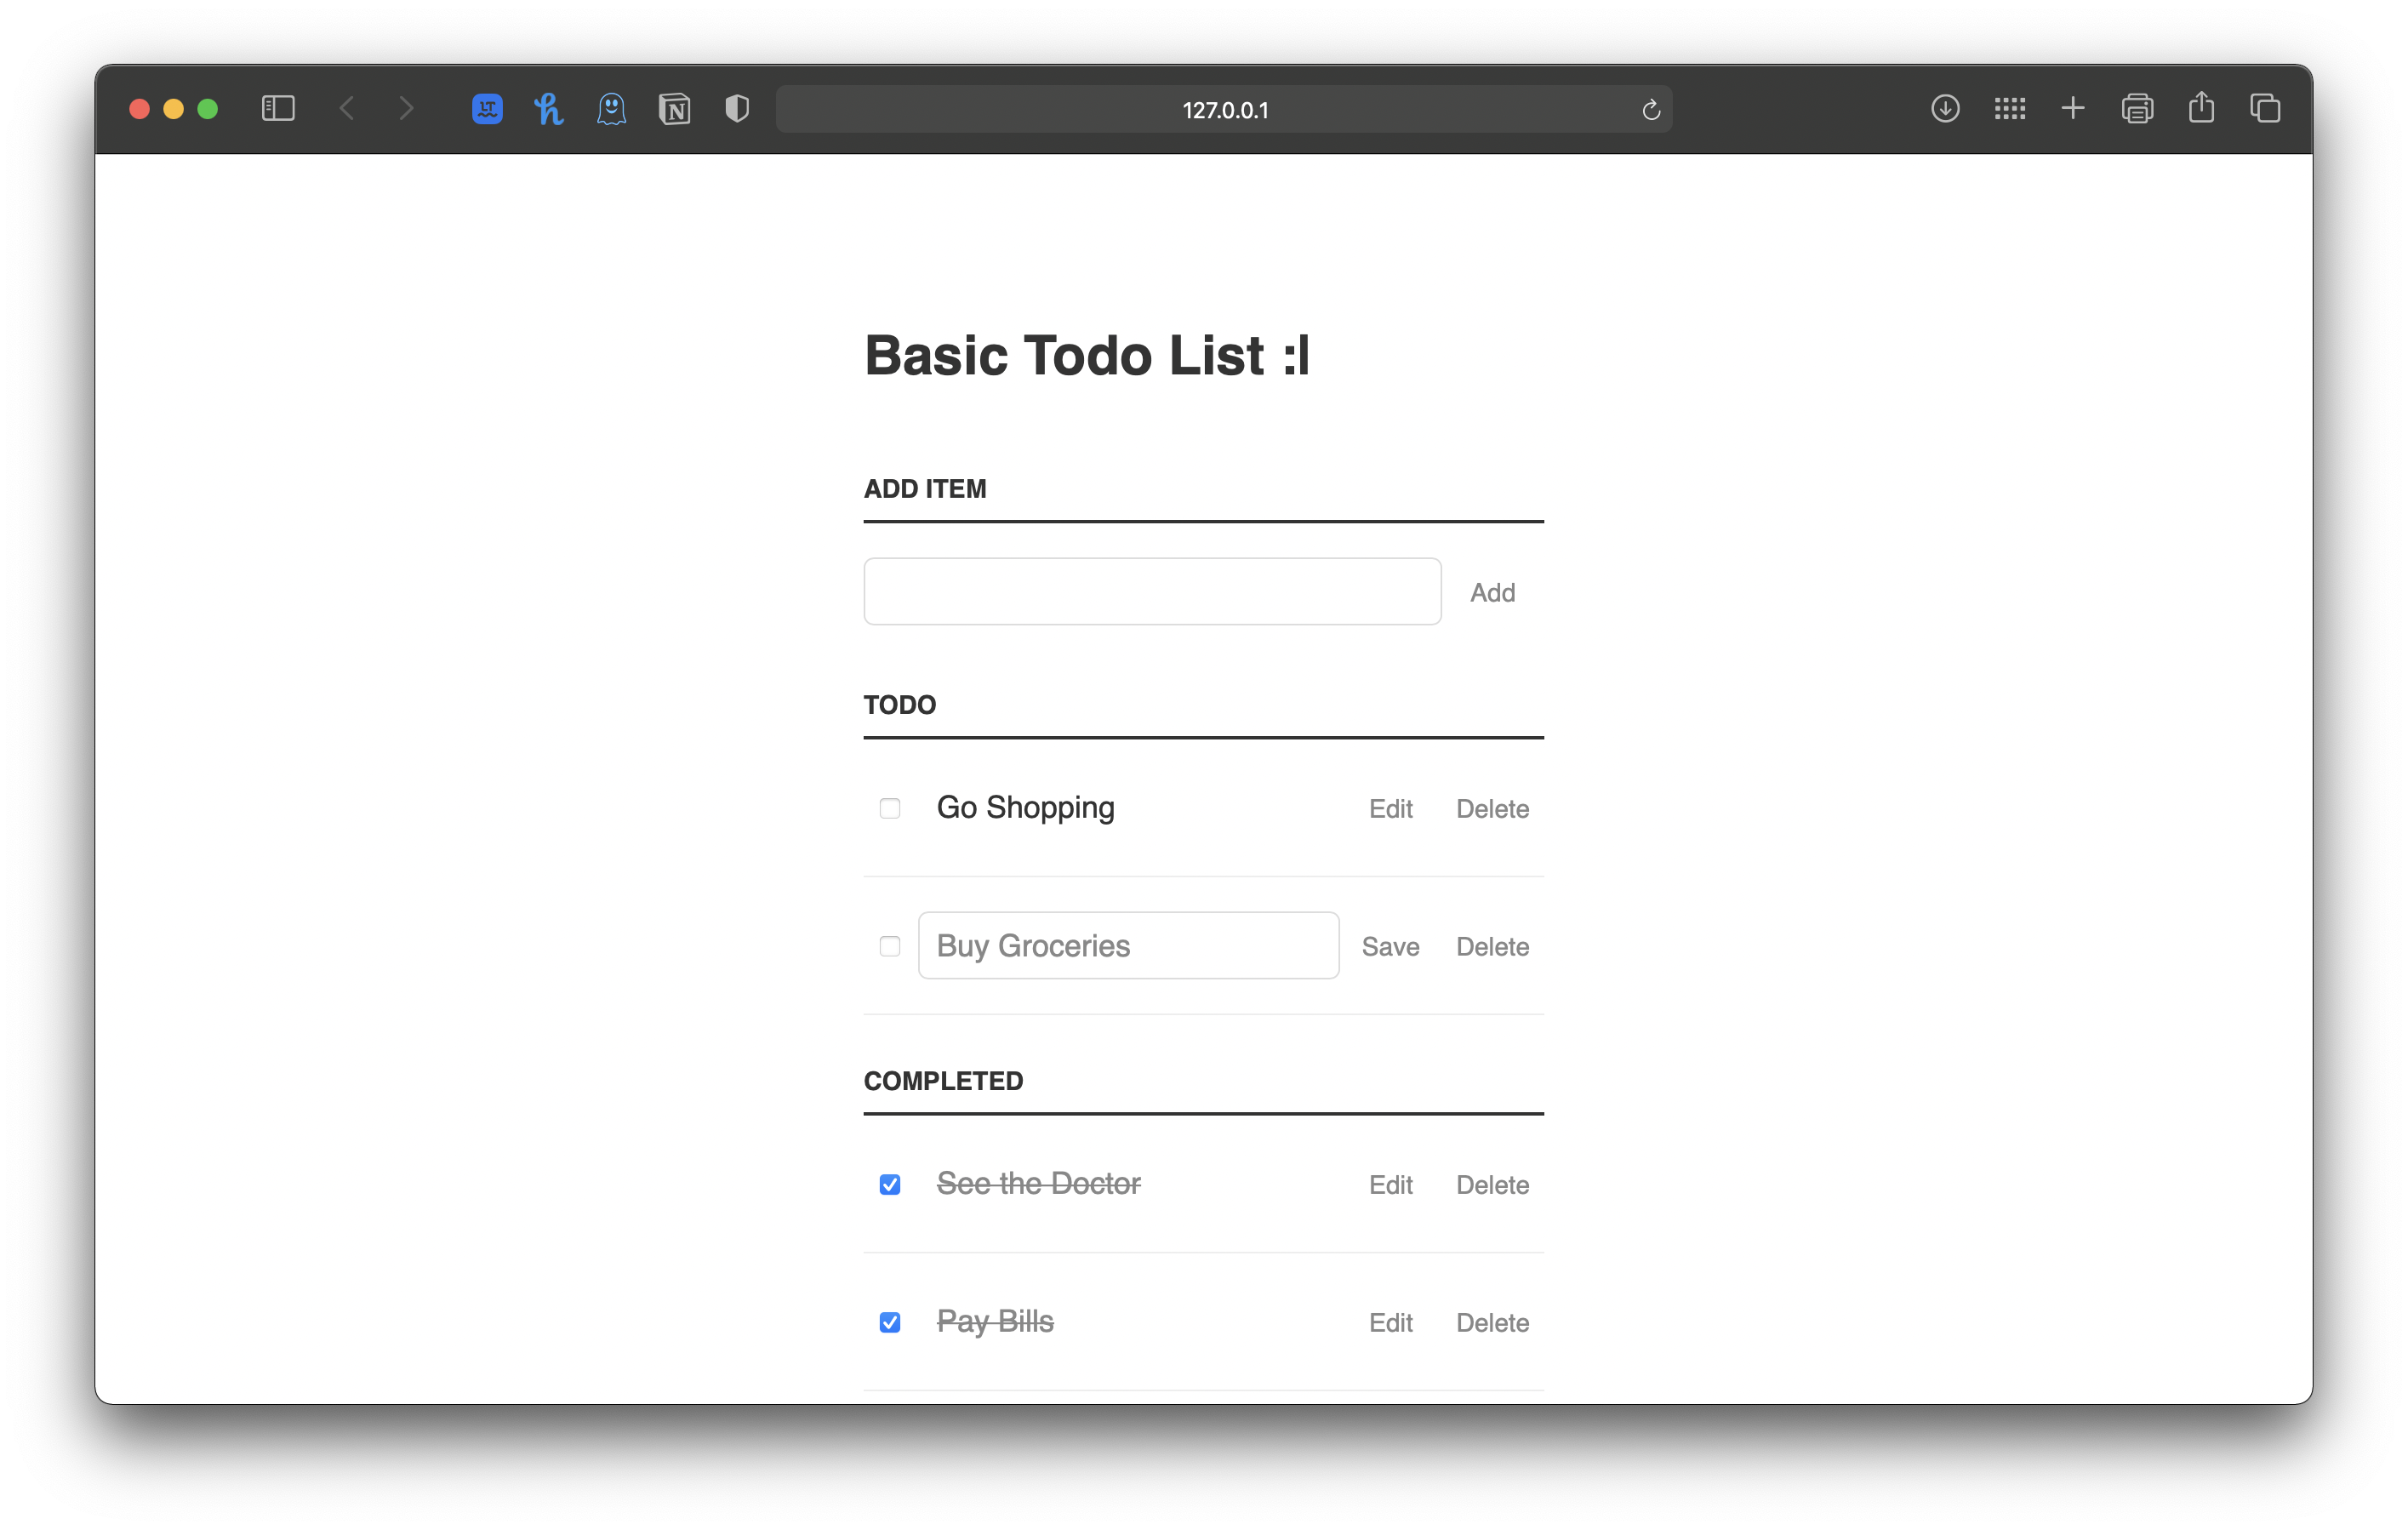 LT h N 127.0.0.1
Basic Todo List :|
ADD ITEM
Add
TODO
Go Shopping Edit Delete
Buy Groceries Save Delete
COMPLETED
See the Doctor Edit Delete
Pay Bills Edit Delete